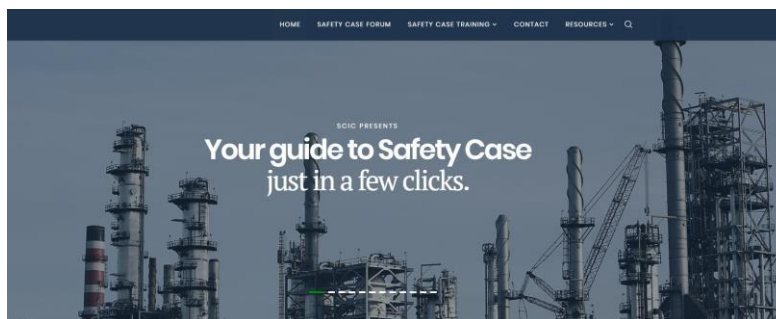 HOME SAFETY CASE FORUM SAFETY CASE TRAINING CONTACT RESOURCES
SCIC PRESENTS
Your guide to Safety Case
just in a few clicks.